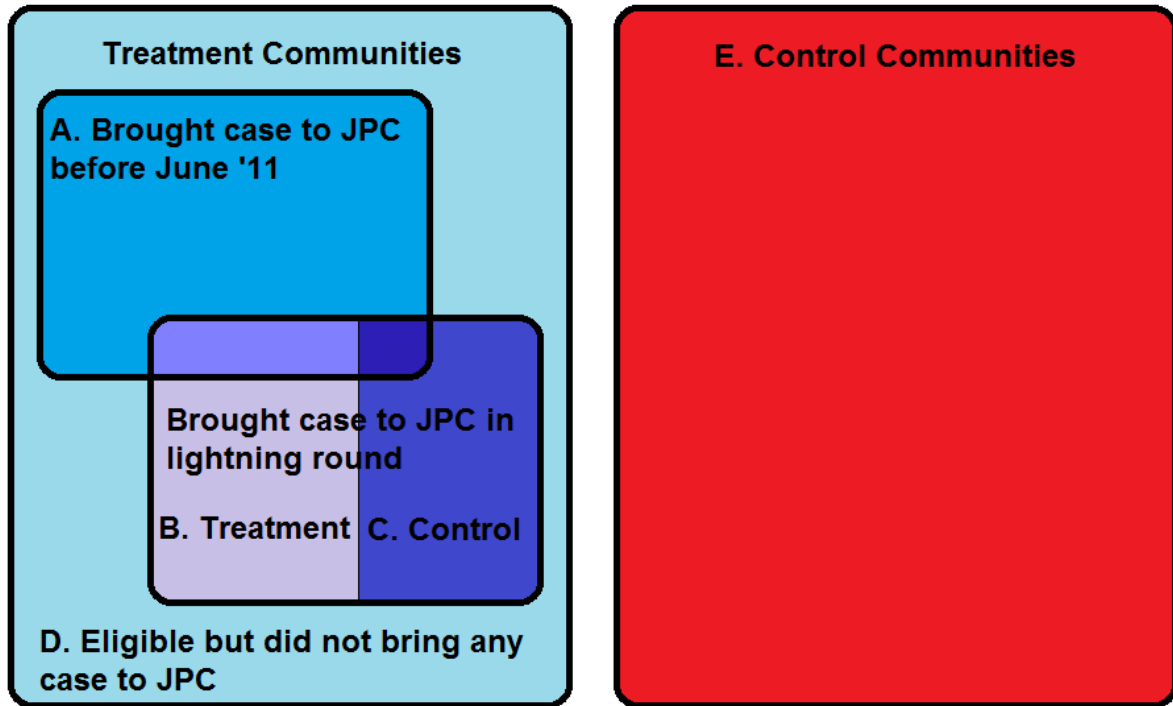 Treatment Communities
A. Brought case to JPC
before June '11
Brought case to JPC in
lightning round
B. Treatment
C. Control
D. Eligible but did not bring any
case to JPC
E. Control Communities